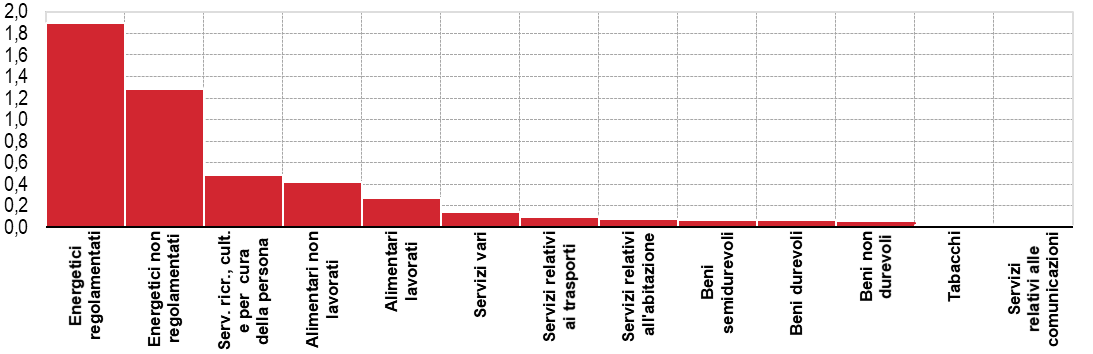 2,0
1,8
1,6
1,4
1,2
1,0
0,8
0,6
0,4
0,2
0,0
Energetici
regolamentati
Energetici non
regolamentati
Serv. ricr., cult.
e per cura
della persona
Alimentari non
lavorati
Alimentari
lavorati
Servizi vari
Servizi relativi
ai trasporti
Servizi relativi
all'abitazione
Beni
semidurevoli
Beni durevoli
Beni non
durevoli
Tabacchi
Servizi
relativi alle
comunicazioni